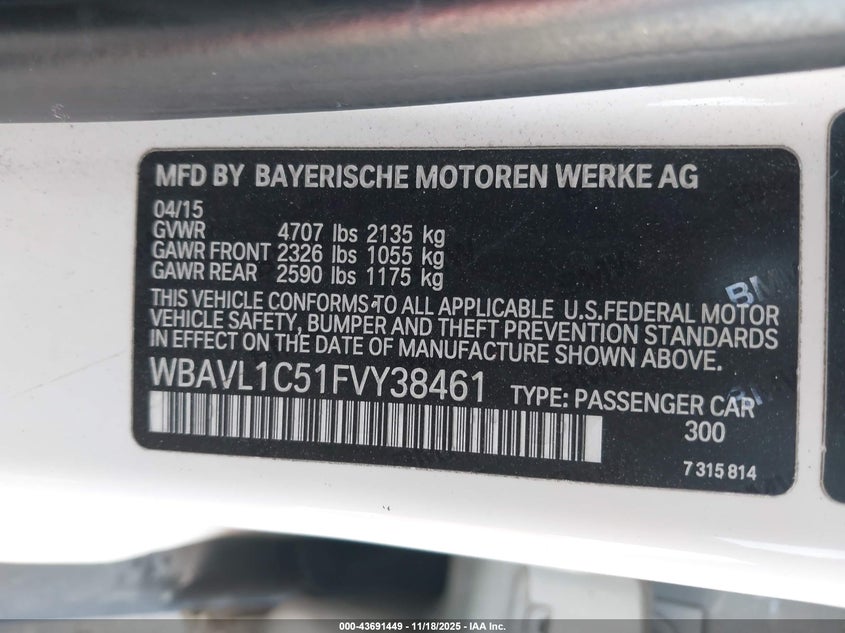 MFD BY BAYERISCHE MOTOREN WERKE AG
04/15
GVWR 4707 lbs 2135 kg
GAWR FRONT 2326 lbs 1055 kg
GAWR REAR 2590 lbs 1175 kg
THIS VEHICLE CONFORMS TO ALL APPLICABLE U.S.FEDERAL MOTOR
VEHICLE SAFETY, BUMPER AND THEFT PREVENTION STANDARDS
IN EFFECT ON THE DATE OF MANUFACTURE SHOWN ABOVE.
WBAVL1C51FVY38461 TYPE: PASSENGER CAR
300
7 315 814
BMW
000-43691449 | 11/18/2025 | IAA Inc.